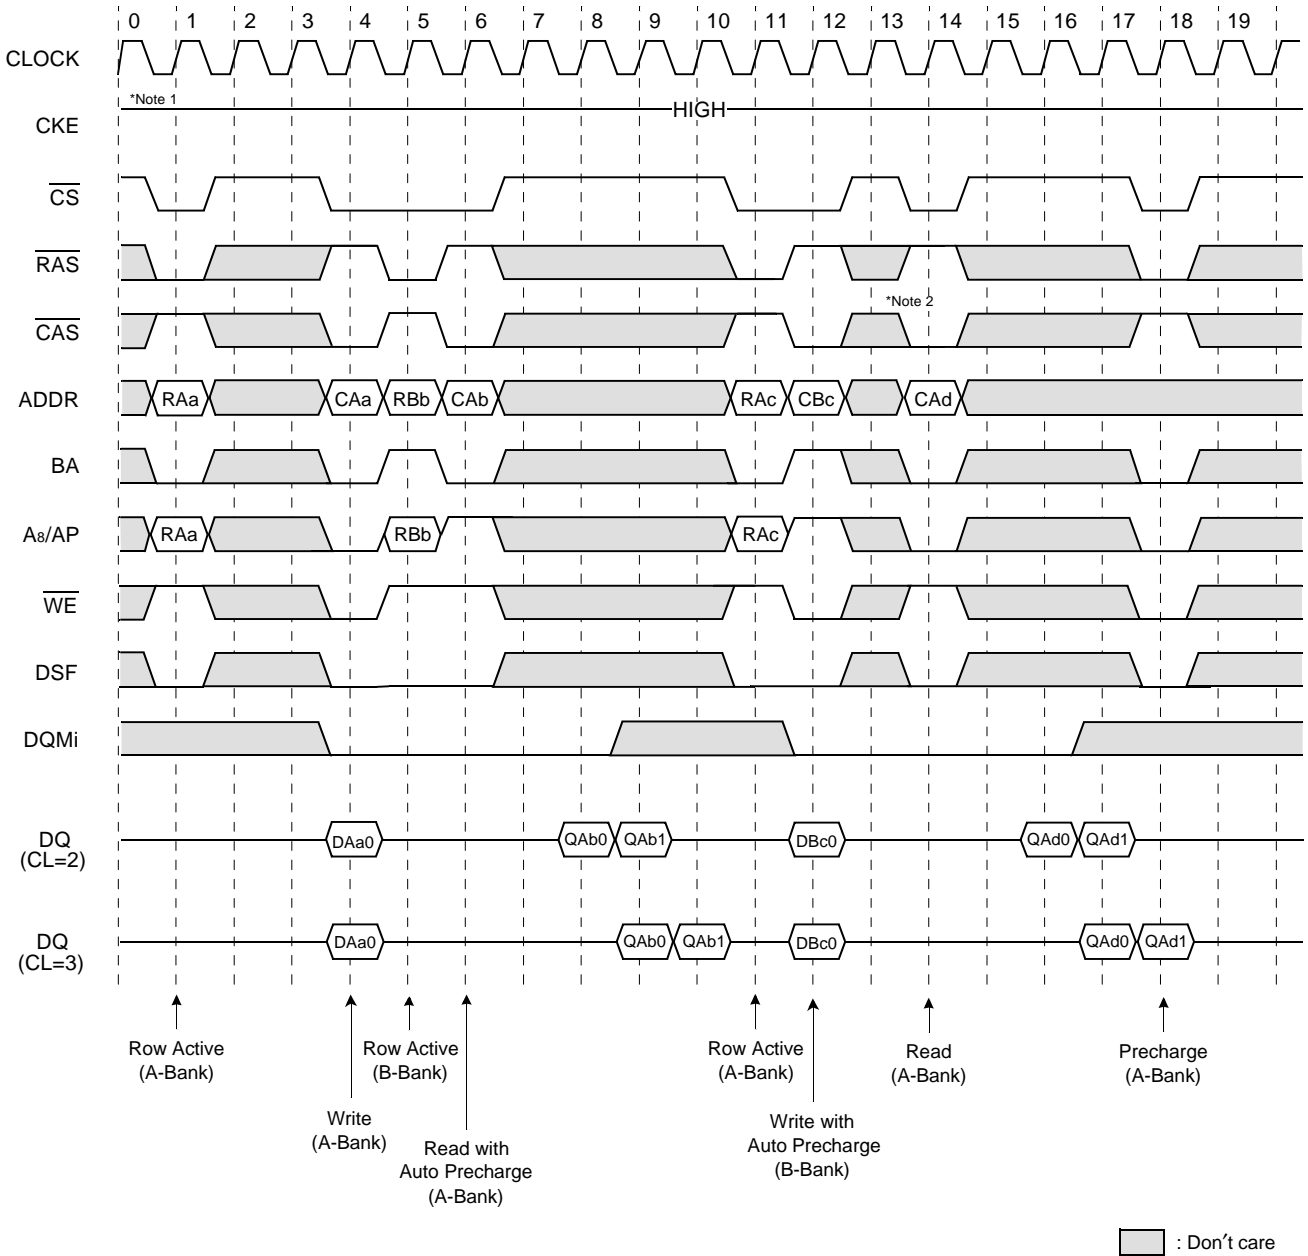 0 1 2 3 4 5 6 7 8 9 10 11 12 13 14 15 16 17 18 19
CLOCK
*Note 1
HIGH
CKE
CS
RAS
*Note 2
CAS
ADDR RAa CAa RBb CAb RAc CBc CAd
BA
A8/AP RAa RBb RAc
WE
DSF
DQMi
DQ
(CL=2)
DAa0 QAb0 QAb1 DBc0 QAd0 QAd1
DQ
(CL=3)
DAa0 QAb0 QAb1 DBc0 QAd0 QAd1
Row Active
(A-Bank)
Write
(A-Bank)
Row Active
(B-Bank)
Read with
Auto Precharge
(A-Bank)
Row Active
(A-Bank)
Write with
Auto Precharge
(B-Bank)
Read
(A-Bank)
Precharge
(A-Bank)
: Don′t care